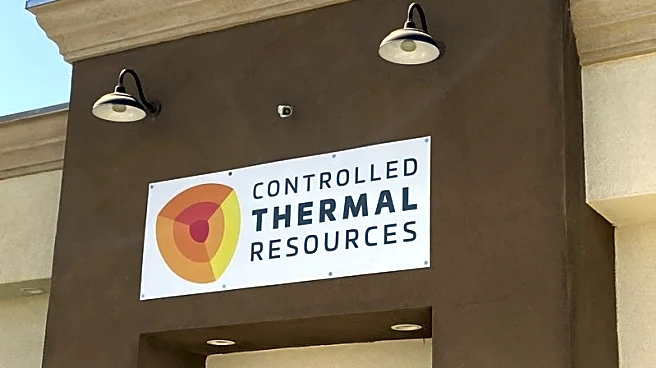 CONTROLLED
THERMAL
RESOURCES